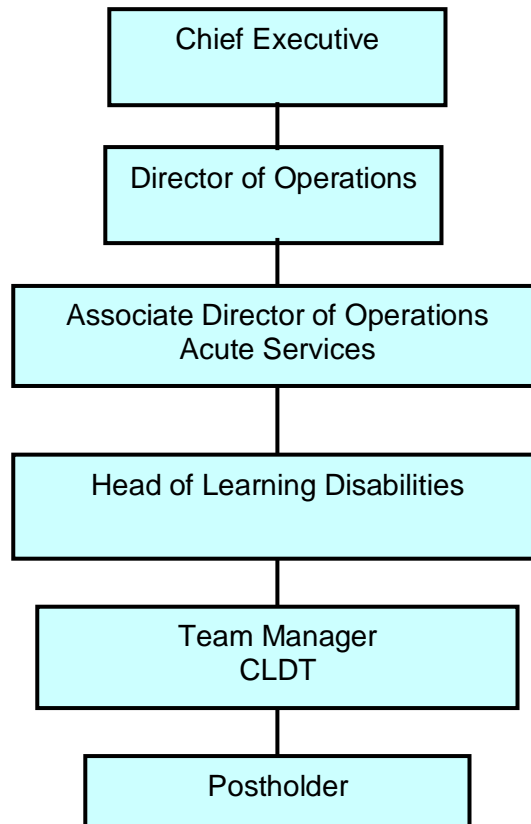 Chief Executive
Director of Operations
Associate Director of Operations
Acute Services
Head of Learning Disabilities
Team Manager
CLDT
Postholder